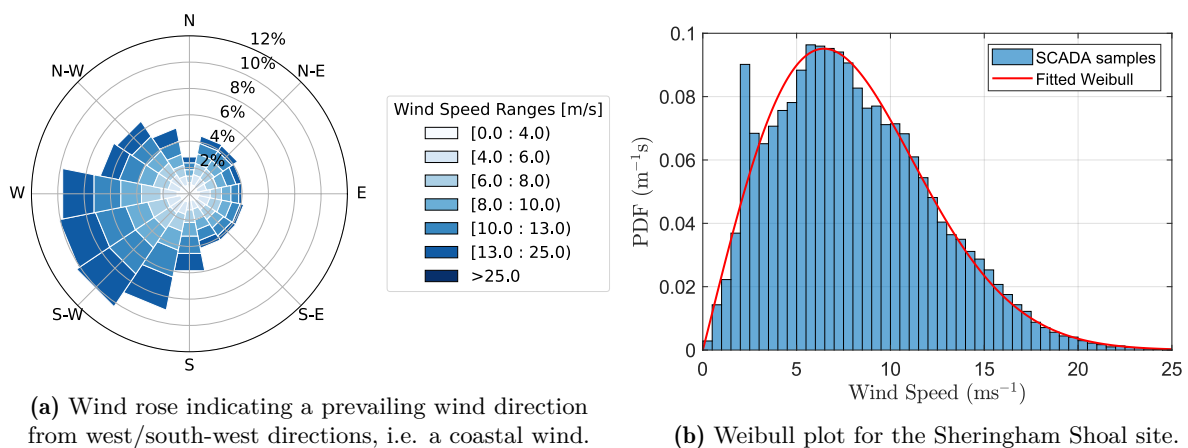 N
12%
10%
8%
6%
4%
2%
N-W
N-E
W
E
S-W
S-E
S
Wind Speed Ranges [m/s]
[0.0 : 4.0)
[4.0 : 6.0)
[6.0 : 8.0)
[8.0 : 10.0)
[10.0 : 13.0)
[13.0 : 25.0)
>25.0
(a) Wind rose indicating a prevailing wind direction
from west/south-west directions, i.e. a coastal wind.
0.1
0.08
0.06
0.04
0.02
0
PDF (m⁻¹s)
SCADA samples
Fitted Weibull
0 5 10 15 20 25
Wind Speed (ms⁻¹)
(b) Weibull plot for the Sheringham Shoal site.